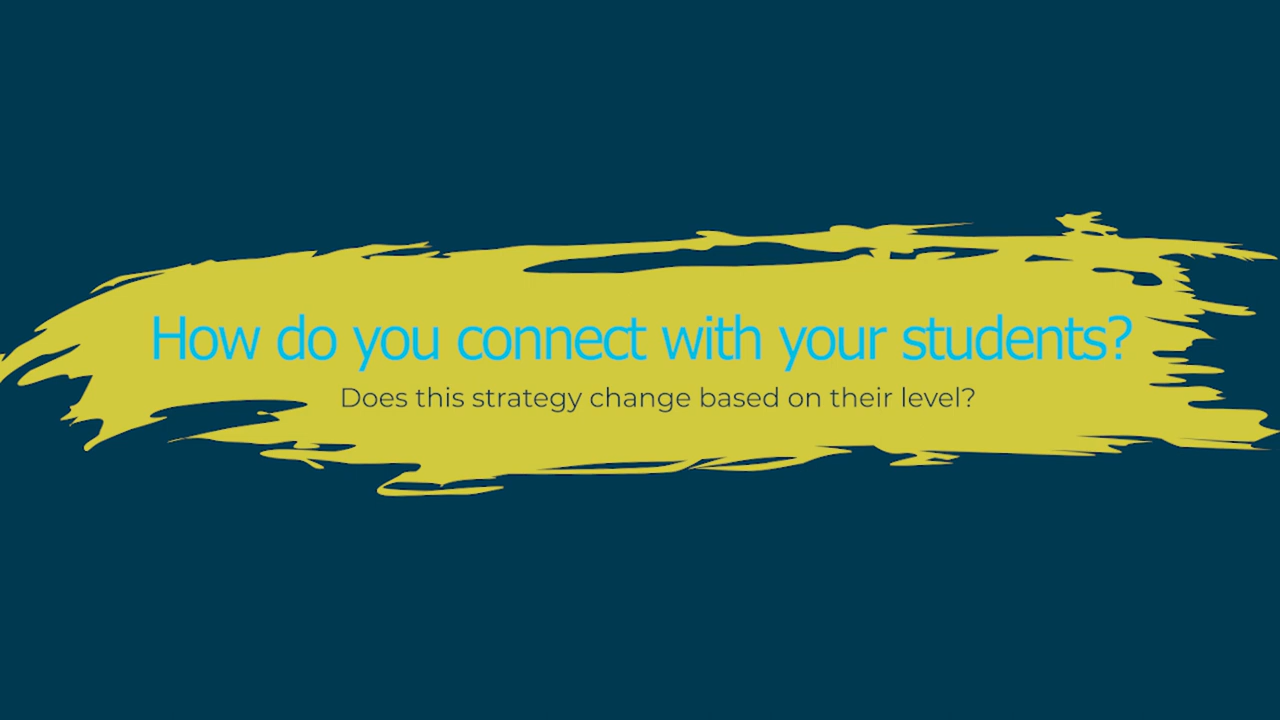 How do you connect with your students?
Does this strategy change based on their level?